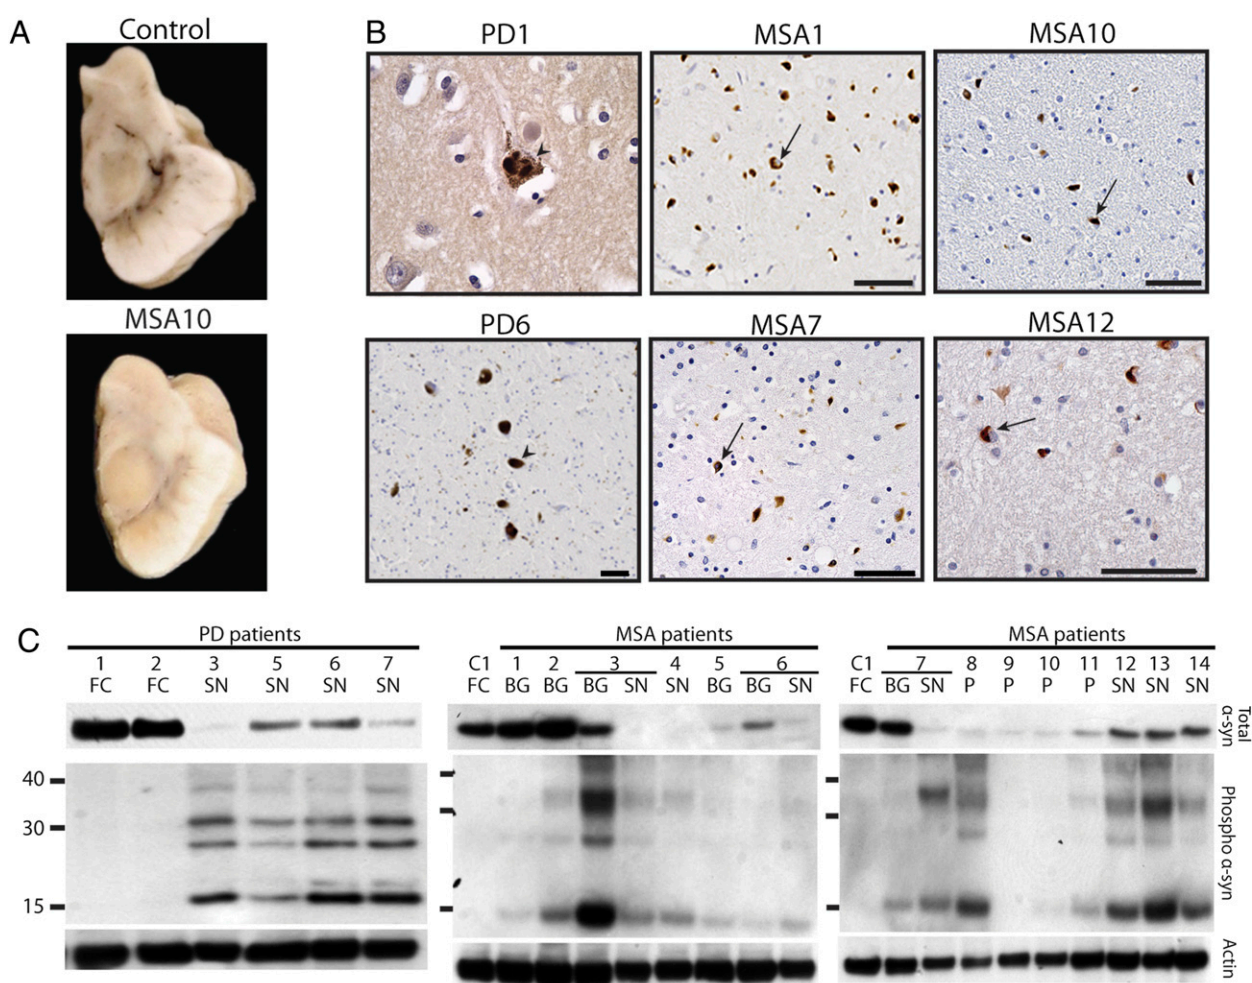 A
Control
MSA10
B
PD1
MSA1
MSA10
PD6
MSA7
MSA12
C
PD patients
1 2 3 5 6 7
FC FC SN SN SN SN
40
30
15
MSA patients
C1 1 2 3 4 5 6
FC BG BG BG SN SN BG BG SN
MSA patients
C1 7 8 9 10 11 12 13 14
FC BG SN P P P P SN SN SN
Total
α-syn
Phospho α-syn
Actin